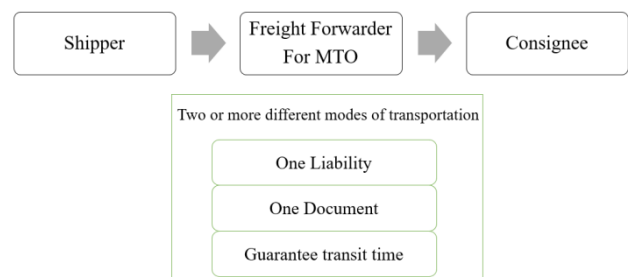 Shipper
Freight Forwarder
For MTO
Consignee
Two or more different modes of transportation
One Liability
One Document
Guarantee transit time